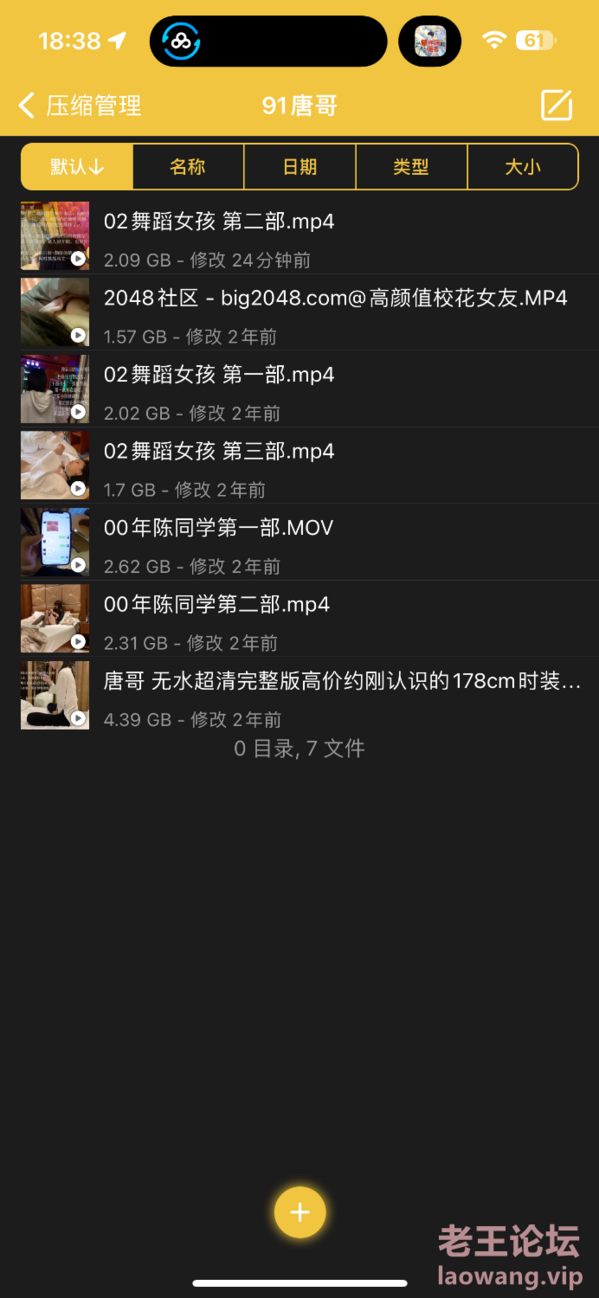 18:38
61
压缩管理
91唐哥
默认↓
名称
日期
类型
大小
02舞蹈女孩 第二部.mp4
2.09 GB - 修改 24分钟前
2048社区 - big2048.com@高颜值校花女友.MP4
1.57 GB - 修改 2年前
02舞蹈女孩 第一部.mp4
2.02 GB - 修改 2年前
02舞蹈女孩 第三部.mp4
1.7 GB - 修改 2年前
00年陈同学第一部.MOV
2.62 GB - 修改 2年前
00年陈同学第二部.mp4
2.31 GB - 修改 2年前
唐哥 无水超清完整版高价约刚认识的178cm时装...
4.39 GB - 修改 2年前
0 目录, 7 文件
老王论坛
laowang.vip